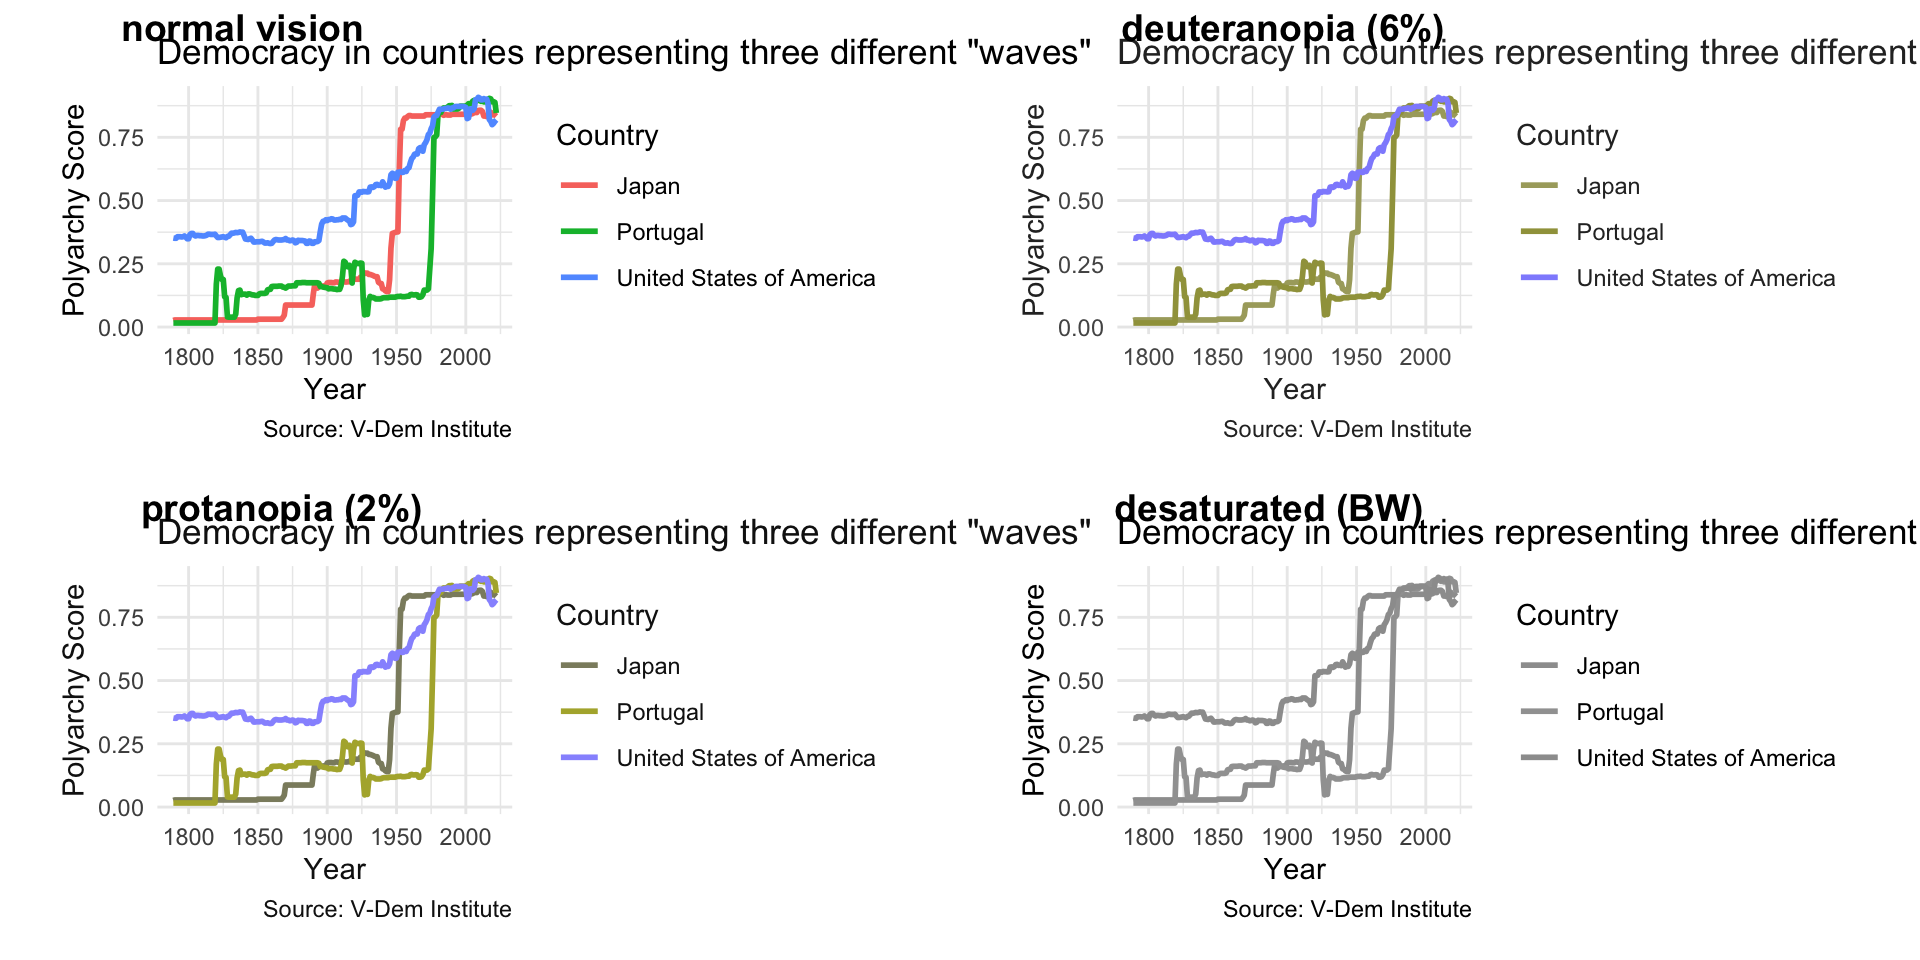 normal vision
Democracy in countries representing three different "waves"
Polyarchy Score
0.75
0.50
0.25
0.00
1800 1850 1900 1950 2000
Year
Source: V-Dem Institute
Country
Japan
Portugal
United States of America
deuteranopia (6%)
Democracy in countries representing three different
Polyarchy Score
0.75
0.50
0.25
0.00
1800 1850 1900 1950 2000
Year
Source: V-Dem Institute
Country
Japan
Portugal
United States of America
protanopia (2%)
Democracy in countries representing three different "waves"
Polyarchy Score
0.75
0.50
0.25
0.00
1800 1850 1900 1950 2000
Year
Source: V-Dem Institute
Country
Japan
Portugal
United States of America
desaturated (BW)
Democracy in countries representing three different
Polyarchy Score
0.75
0.50
0.25
0.00
1800 1850 1900 1950 2000
Year
Source: V-Dem Institute
Country
Japan
Portugal
United States of America